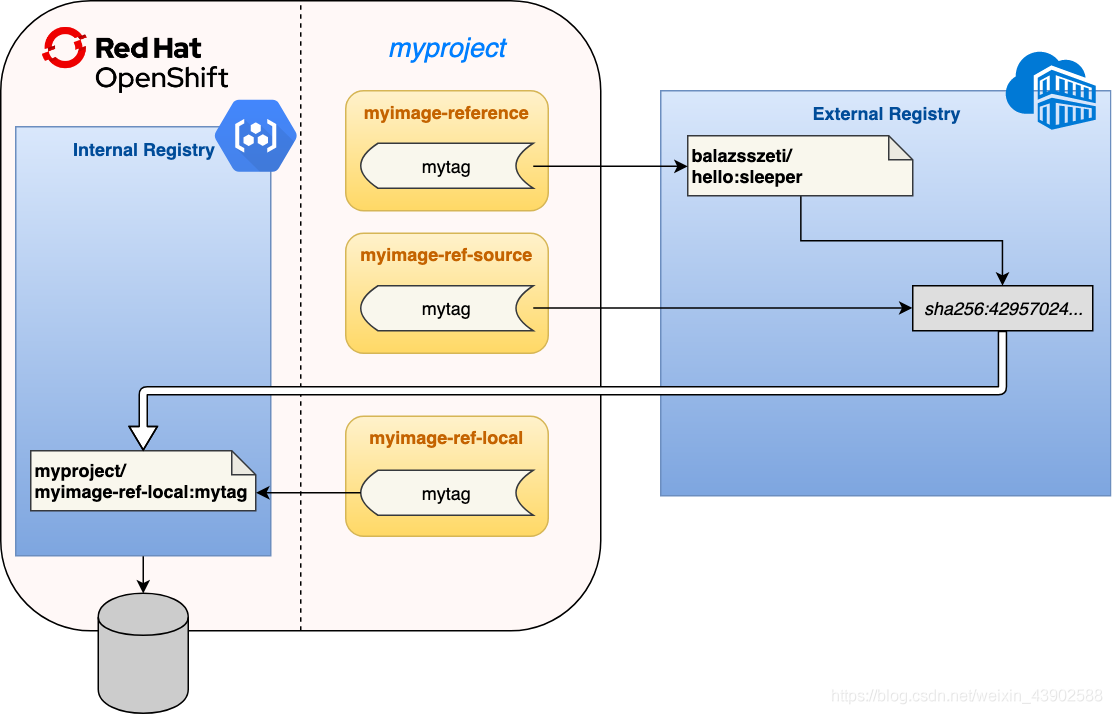 Red Hat
OpenShift
myproject
Internal Registry
myimage-reference
mytag
External Registry
balazsszeti/
hello:sleeper
myimage-ref-source
mytag
sha256:42957024...
myimage-ref-local
mytag
myproject/
myimage-ref-local:mytag
https://blog.csdn.net/weixin_43902588